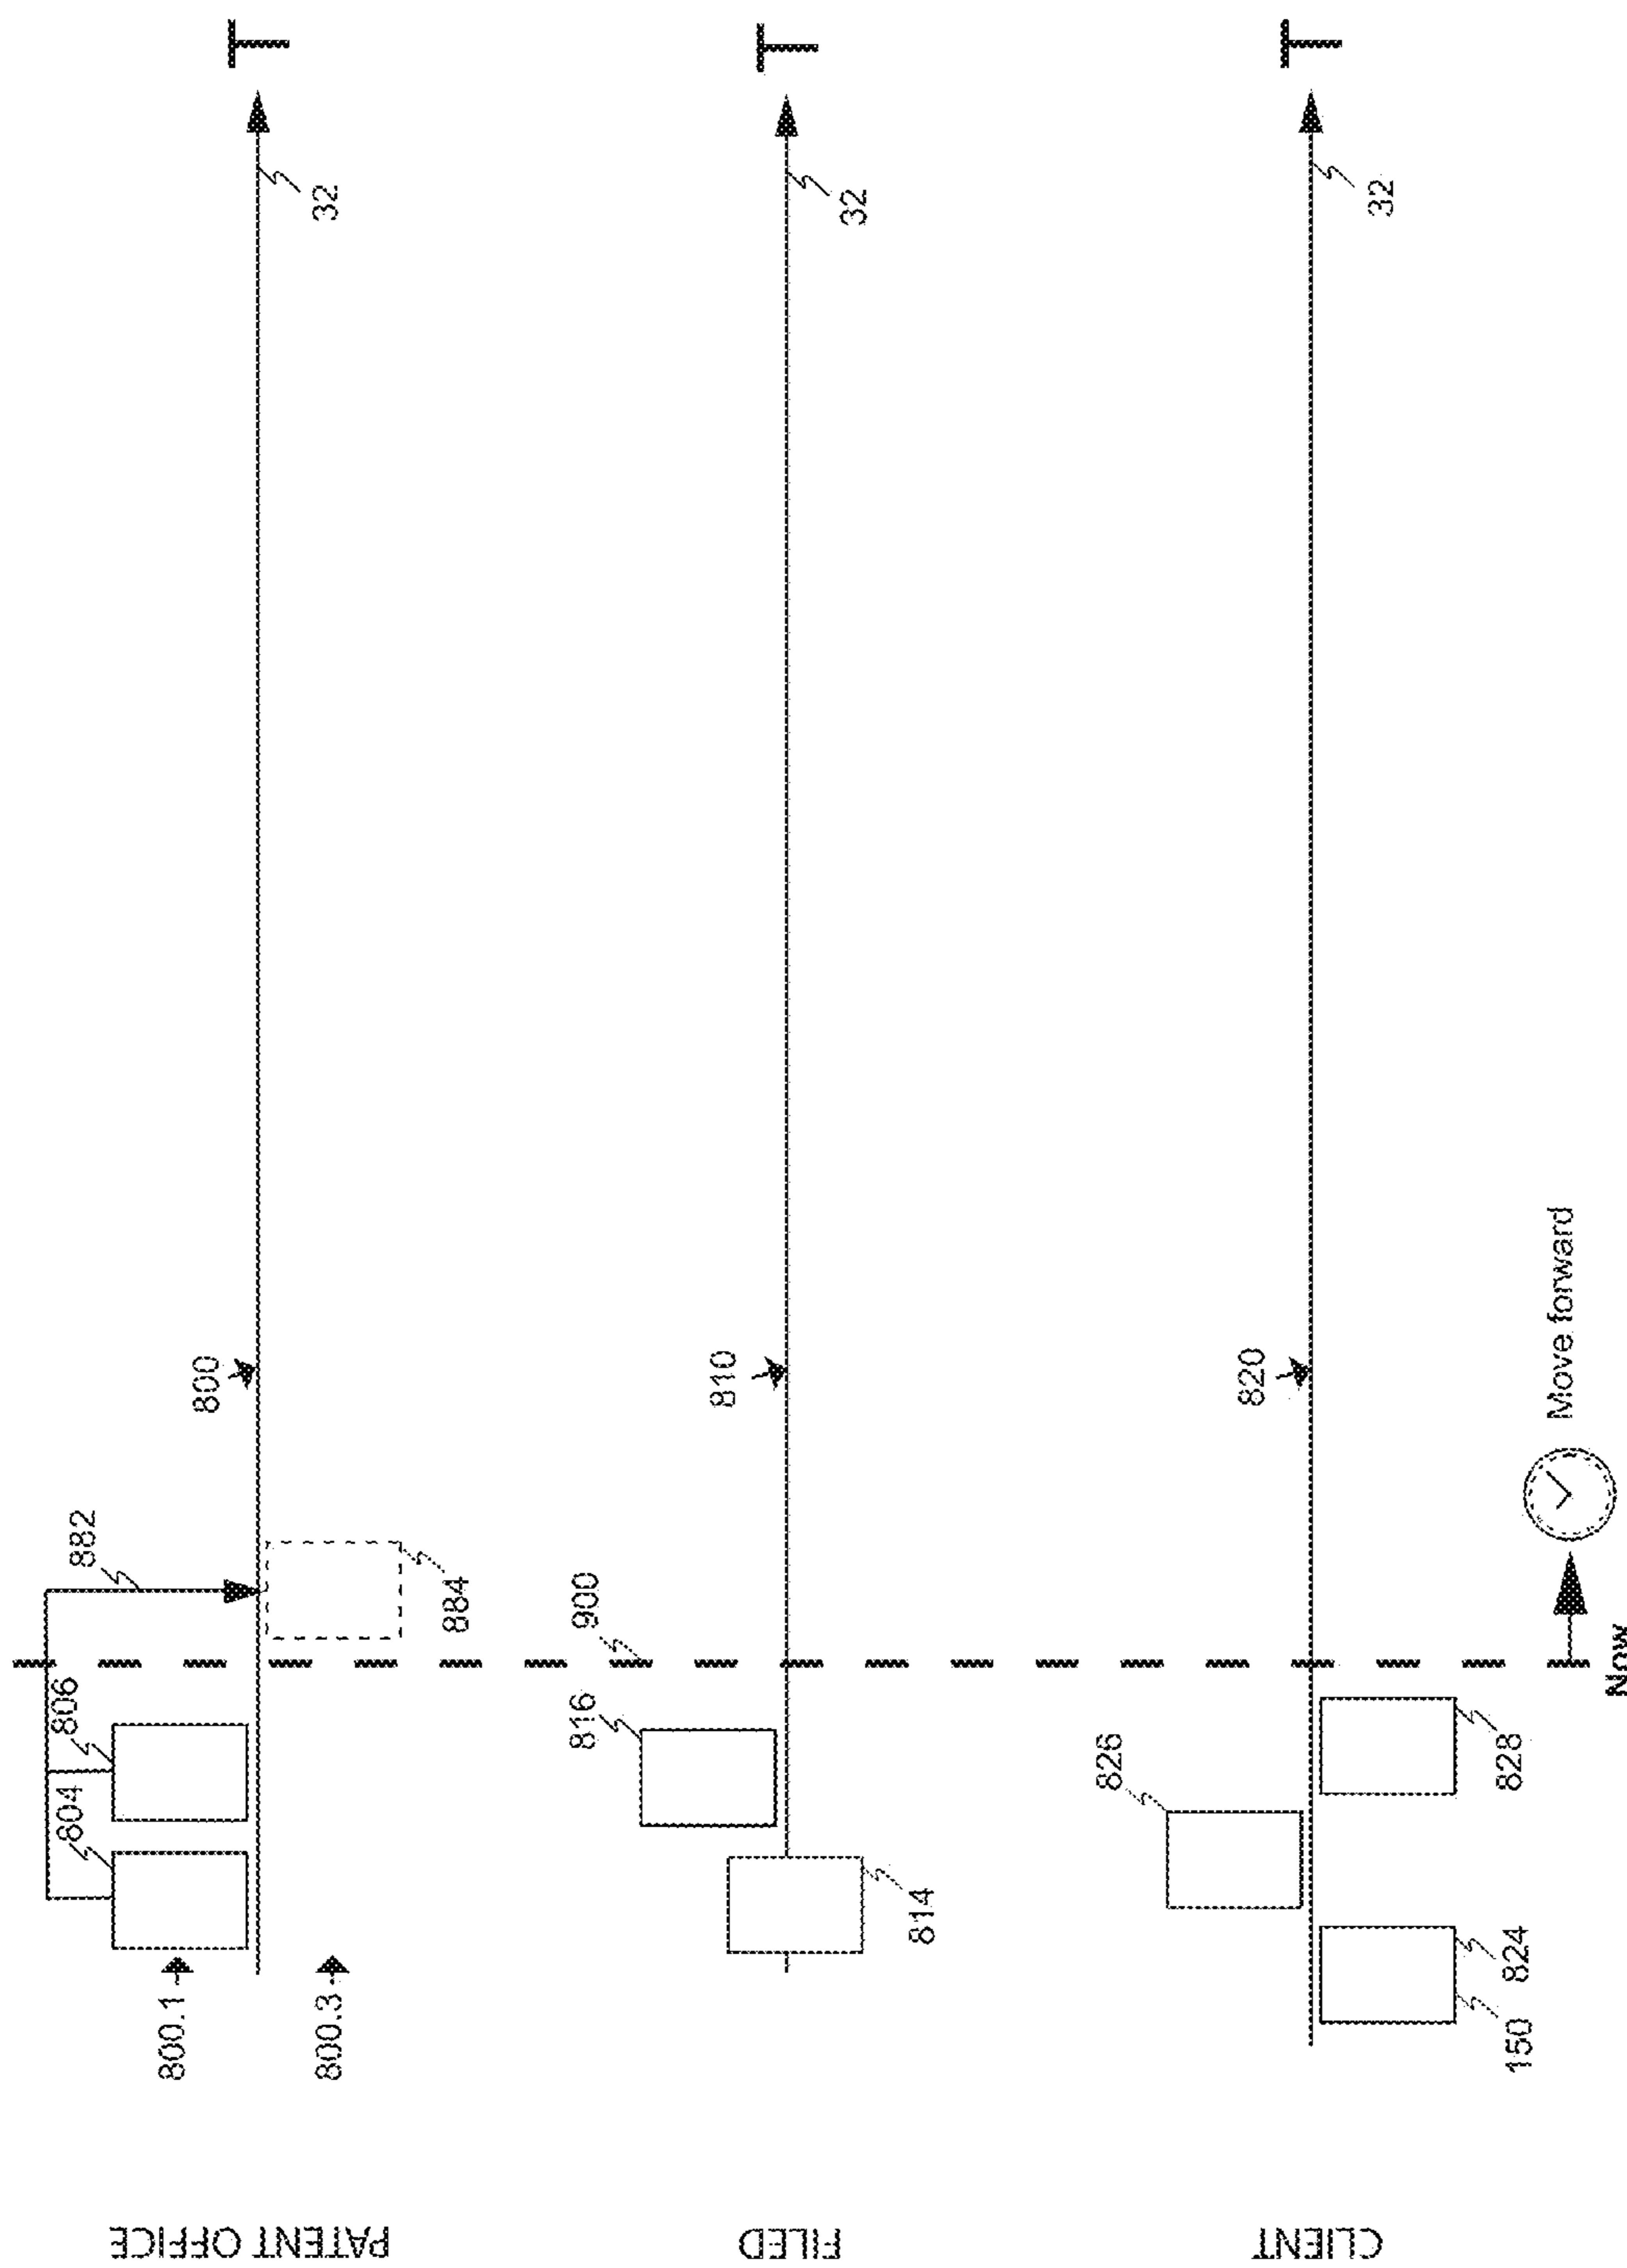 PATENT OFFICE
804
806
882
800.1
800
T
800.3
884
32
FILED
816
900
810
T
814
32
CLIENT
826
820
T
32
150
824
828
Move forward
Now